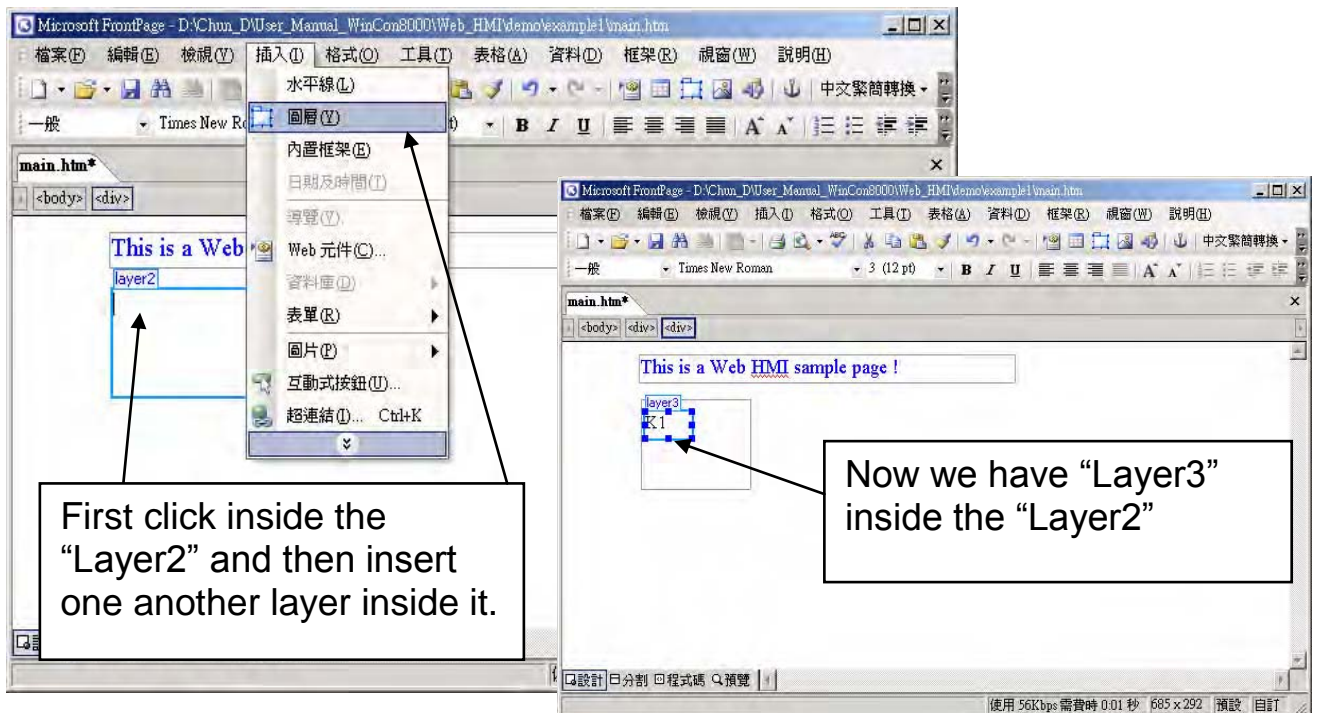 Microsoft FrontPage - D:\Chun_D\User_Manual_WinCon8000\Web_HMI\demo\example1\main.htm
檔案(F) 編輯(E) 檢視(V) 插入(I) 格式(O) 工具(T) 表格(A) 資料(D) 框架(R) 視窗(W) 說明(H)
中文繁簡轉換
一般 Times New Ro
B I U
main.htm*
<body> <div>
This is a Web
layer2
水平線(L)
圖層(Y)
內置框架(E)
日期及時間(T)
導覽(V)
Web 元件(C)...
資料庫(D)
表單(R)
圖片(P)
互動式按鈕(U)...
超連結(I)... Ctrl+K
First click inside the
“Layer2” and then insert
one another layer inside it.
Microsoft FrontPage - D:\Chun_D\User_Manual_WinCon8000\Web_HMI\demo\example1\main.htm
檔案(F) 編輯(E) 檢視(V) 插入(I) 格式(O) 工具(T) 表格(A) 資料(D) 框架(R) 視窗(W) 說明(H)
中文繁簡轉換
一般 Times New Roman 3 (12 pt) B I U
main.htm*
<body> <div> <div>
This is a Web HMI sample page !
layer3
K1
Now we have “Layer3”
inside the “Layer2”
設計 分割 程式碼 預覽
使用 56Kbps 需費時 0:01 秒 685 x 292 預設 自訂